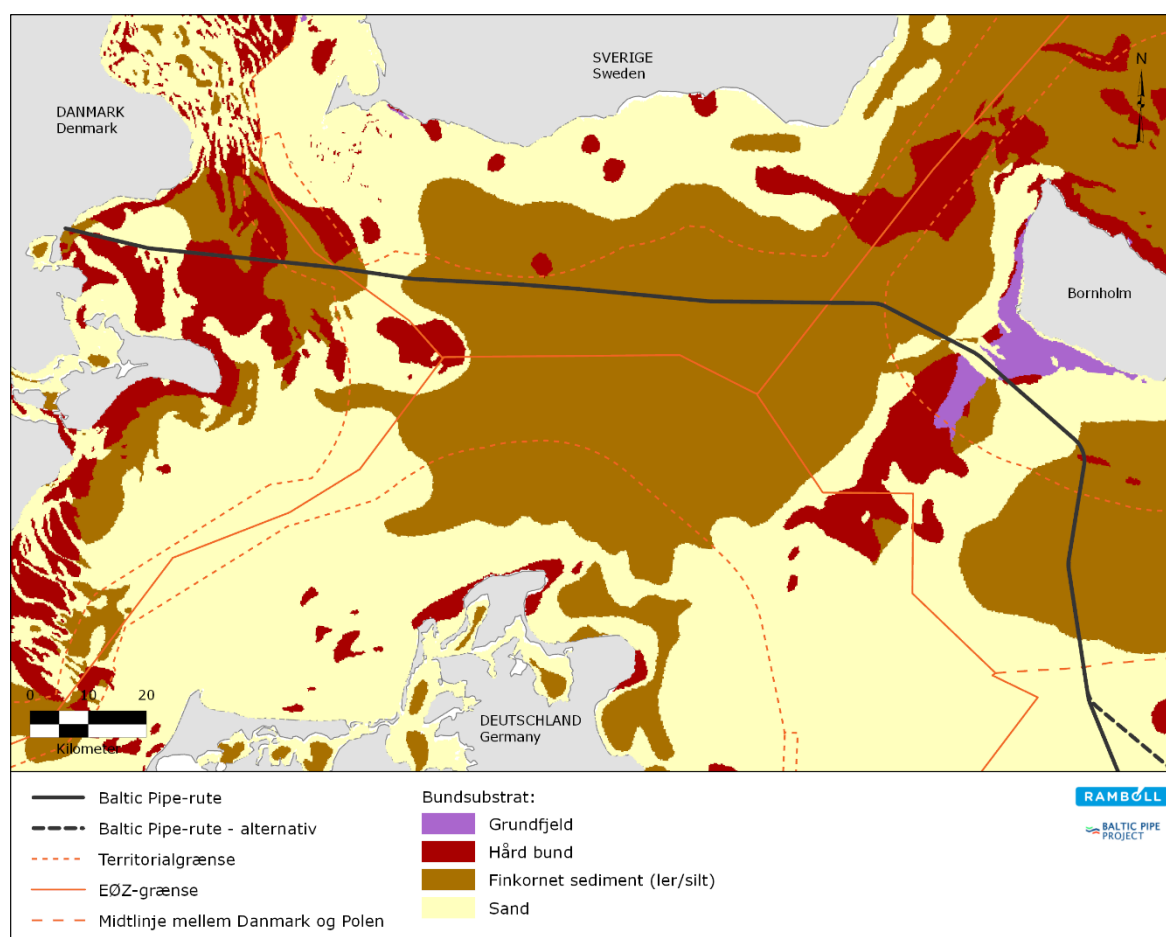 SVERIGE
Sweden
N
DANMARK
Denmark
Bornholm
0 10 20
Kilometer
DEUTSCHLAND
Germany
Baltic Pipe-rute
Baltic Pipe-rute - alternativ
Territorialgrænse
EØZ-grænse
Midtlinje mellem Danmark og Polen
Bundsubstrat:
Grundfjeld
Hård bund
Finkornet sediment (ler/silt)
Sand
RAMBOLL
BALTIC PIPE
PROJECT